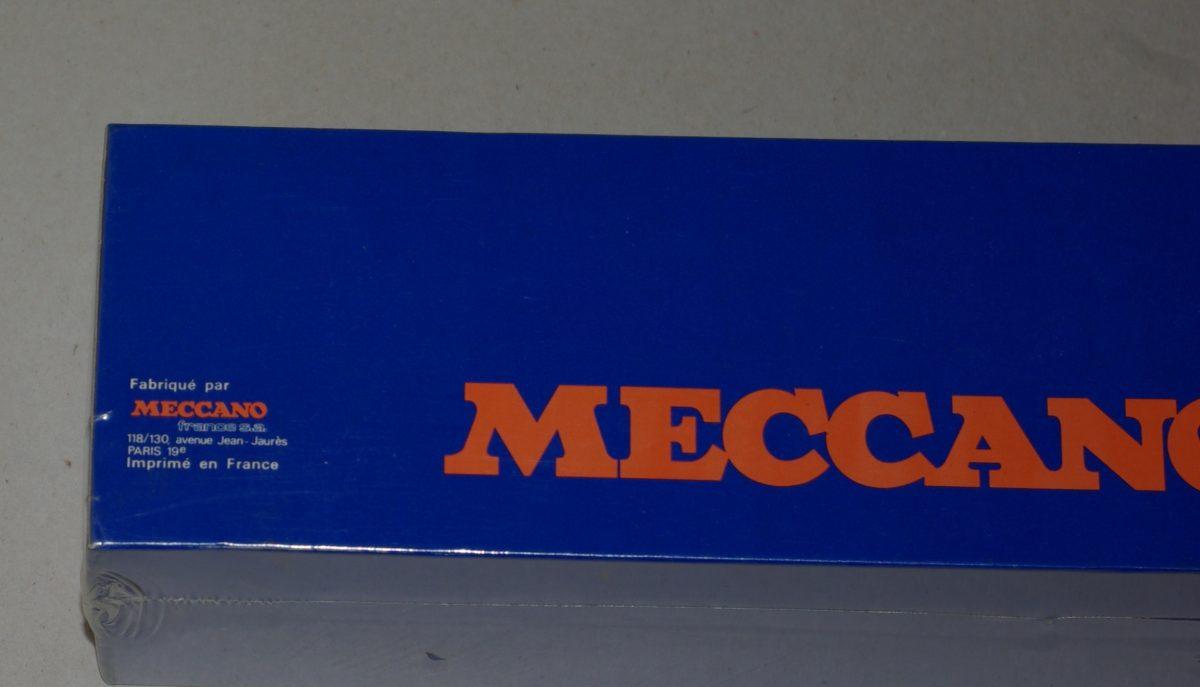 Fabriqué par
MECCANO
france s.a.
118/130, avenue Jean-Jaurès
PARIS 19e
Imprimé en France
MECCANO